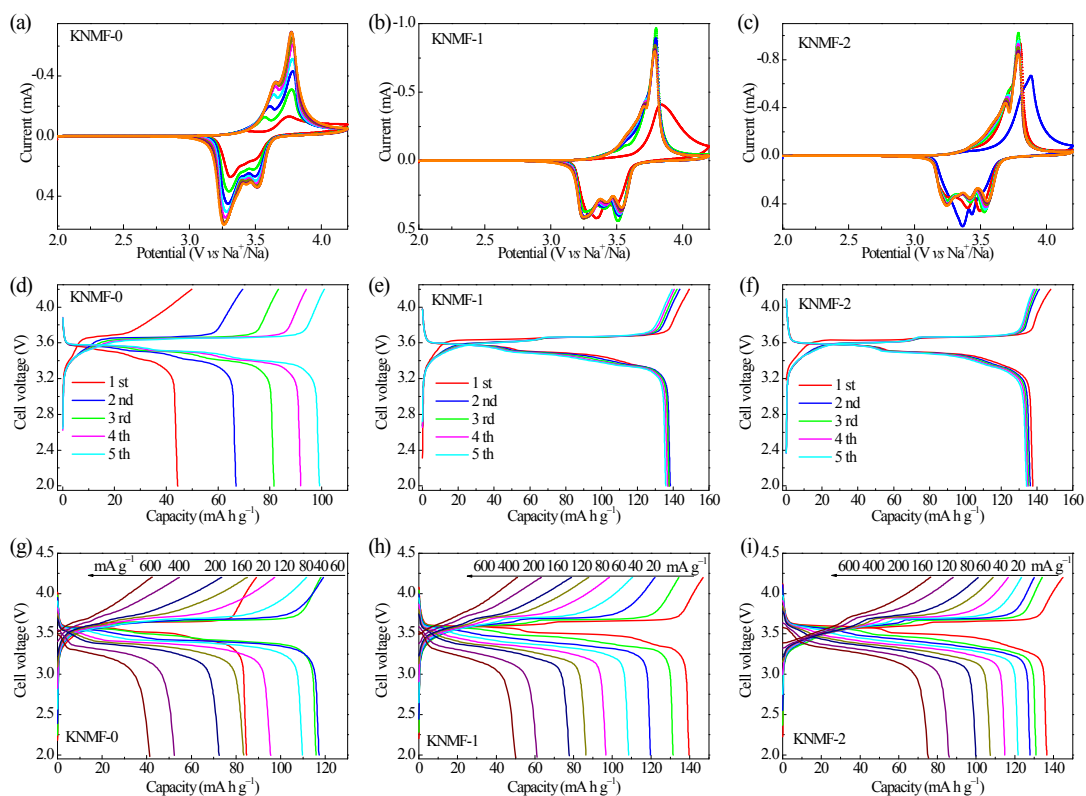 (a)
KNMF-0
-0.4
0.0
0.4
Current (mA)
2.0 2.5 3.0 3.5 4.0
Potential (V vs Na⁺/Na)
(b)
KNMF-1
-1.0
-0.5
0.0
0.5
Current (mA)
2.0 2.5 3.0 3.5 4.0
Potential (V vs Na⁺/Na)
(c)
KNMF-2
-0.8
-0.4
0.0
0.4
Current (mA)
2.0 2.5 3.0 3.5 4.0
Potential (V vs Na⁺/Na)
(d)
KNMF-0
4.0
3.6
3.2
2.8
2.4
2.0
Cell voltage (V)
1 st
2 nd
3 rd
4 th
5 th
0 20 40 60 80 100
Capacity (mA h g⁻¹)
(e)
KNMF-1
4.0
3.6
3.2
2.8
2.4
2.0
Cell voltage (V)
1 st
2 nd
3 rd
4 th
5 th
0 20 40 60 80 100 120 140 160
Capacity (mA h g⁻¹)
(f)
KNMF-2
4.0
3.6
3.2
2.8
2.4
2.0
Cell voltage (V)
1 st
2 nd
3 rd
4 th
5 th
0 20 40 60 80 100 120 140 160
Capacity (mA h g⁻¹)
(g)
mA g⁻¹ 600 400 200 160 20 120 80 40 60
4.5
4.0
3.5
3.0
2.5
2.0
Cell voltage (V)
KNMF-0
0 20 40 60 80 100 120
Capacity (mA h g⁻¹)
(h)
600 400 200 160 120 80 60 40 20 mA g⁻¹
4.5
4.0
3.5
3.0
2.5
2.0
Cell voltage (V)
KNMF-1
0 20 40 60 80 100 120 140
Capacity (mA h g⁻¹)
(i)
600 400 200 160 120 80 60 40 20 mA g⁻¹
4.5
4.0
3.5
3.0
2.5
2.0
Cell voltage (V)
KNMF-2
0 20 40 60 80 100 120 140
Capacity (mA h g⁻¹)